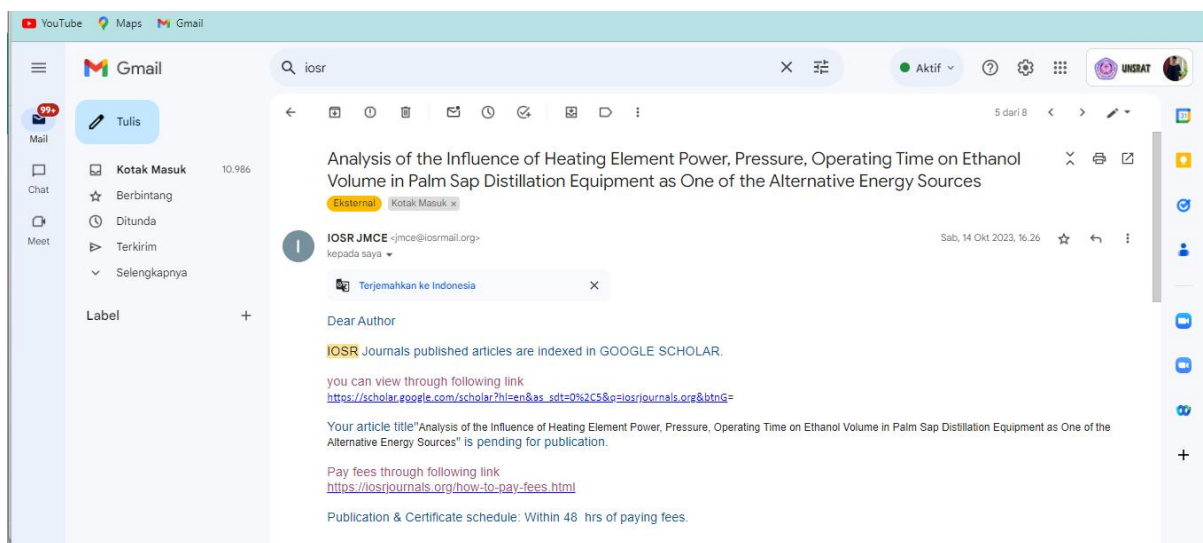 YouTube Maps Gmail
Gmail
iosr
Aktif
UNSRAT
99+
Mail
Chat
Meet
Tulis
Kotak Masuk 10.986
Berbintang
Ditunda
Terkirim
Selengkapnya
Label +
5 dari 8
31
Analysis of the Influence of Heating Element Power, Pressure, Operating Time on Ethanol
Volume in Palm Sap Distillation Equipment as One of the Alternative Energy Sources
Eksternal Kotak Masuk x
I
IOSR JMCE <jmce@iosrmail.org> Sab, 14 Okt 2023, 16.26
kepada saya
Terjemahkan ke Indonesia
Dear Author
IOSR Journals published articles are indexed in GOOGLE SCHOLAR.
you can view through following link
https://scholar.google.com/scholar?hl=en&as_sdt=0%2C5&q=iosrjournals.org&btnG=
Your article title"Analysis of the Influence of Heating Element Power, Pressure, Operating Time on Ethanol Volume in Palm Sap Distillation Equipment as One of the
Alternative Energy Sources" is pending for publication.
Pay fees through following link
https://iosrjournals.org/how-to-pay-fees.html
Publication & Certificate schedule: Within 48 hrs of paying fees.